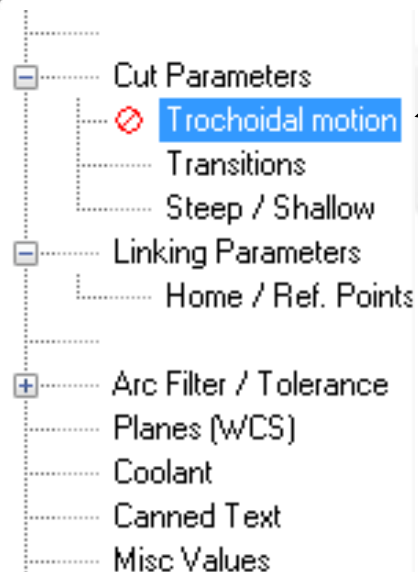 Cut Parameters
Trochoidal motion
Transitions
Steep / Shallow
Linking Parameters
Home / Ref. Points
Arc Filter / Tolerance
Planes (WCS)
Coolant
Canned Text
Misc Values